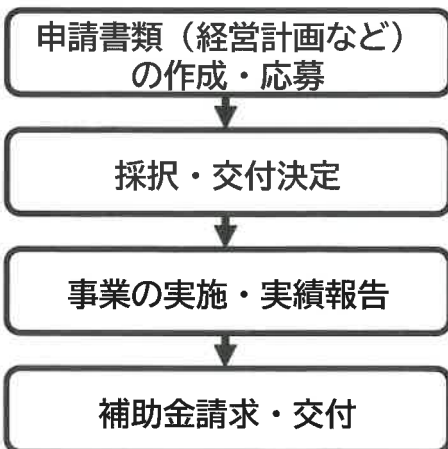 申請書類（経営計画など）
の作成・応募
採択・交付決定
事業の実施・実績報告
補助金請求・交付